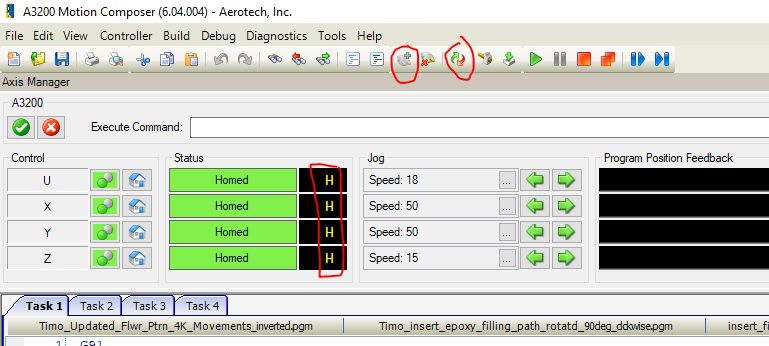 A3200 Motion Composer (6.04.004) - Aerotech, Inc.
File Edit View Controller Build Debug Diagnostics Tools Help
Axis Manager
A3200
Execute Command:
Control Status Jog Program Position Feedback
U Homed H Speed: 18 ...
X Homed H Speed: 50 ...
Y Homed H Speed: 50 ...
Z Homed H Speed: 15 ...
Task 1 Task 2 Task 3 Task 4
Timo_Updated_Flwr_Ptrn_4K_Movements_inverted.pgm Timo_insert_epoxy_filling_path_rotatd_90deg_clckwise.pgm insert_fi
1 G91